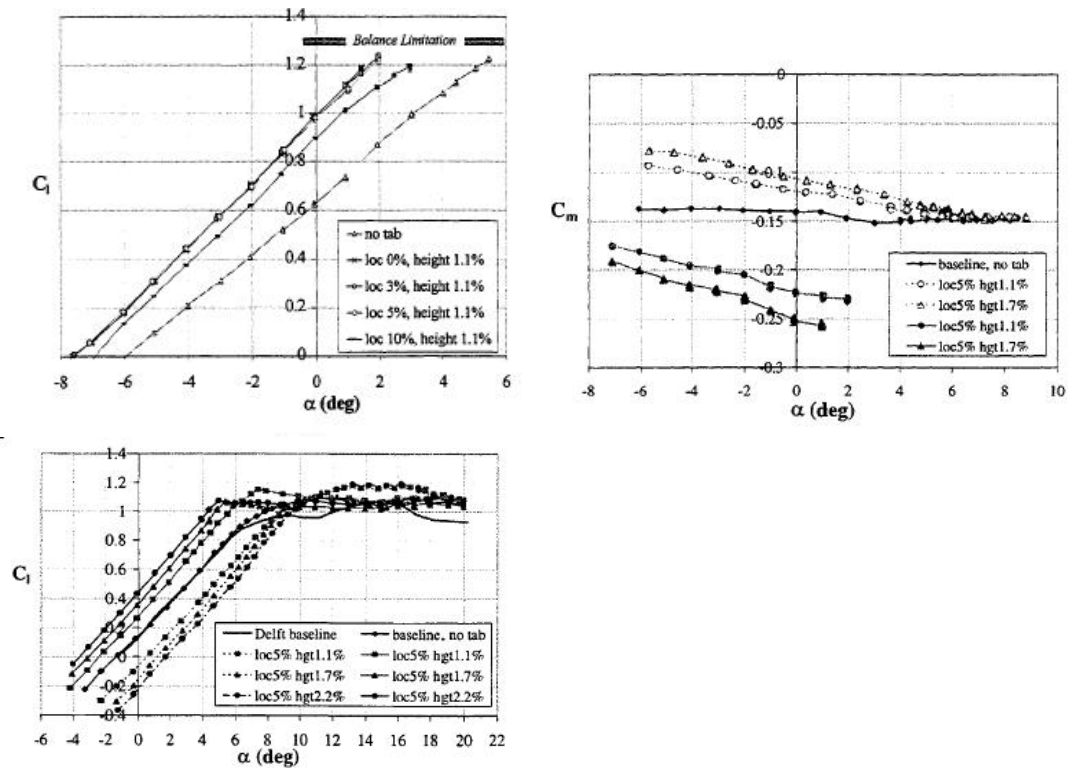 1.4
Balance Limitation
1.2
1
0.8
C_l
0.6
0.4
0.2
0
no tab
loc 0%, height 1.1%
loc 3%, height 1.1%
loc 5%, height 1.1%
loc 10%, height 1.1%
-8 -6 -4 -2 0 2 4 6
α (deg)
0
-0.05
-0.1
C_m
-0.15
-0.2
-0.25
-0.3
baseline, no tab
loc5% hgt1.1%
loc5% hgt1.7%
loc5% hgt1.1%
loc5% hgt1.7%
-8 -6 -4 -2 0 2 4 6 8 10
α (deg)
1.4
1.2
1
0.8
C_l
0.6
0.4
0.2
0
-0.2
-0.4
Delft baseline baseline, no tab
loc5% hgt1.1% loc5% hgt1.1%
loc5% hgt1.7% loc5% hgt1.7%
loc5% hgt2.2% loc5% hgt2.2%
-6 -4 -2 0 2 4 6 8 10 12 14 16 18 20 22
α (deg)